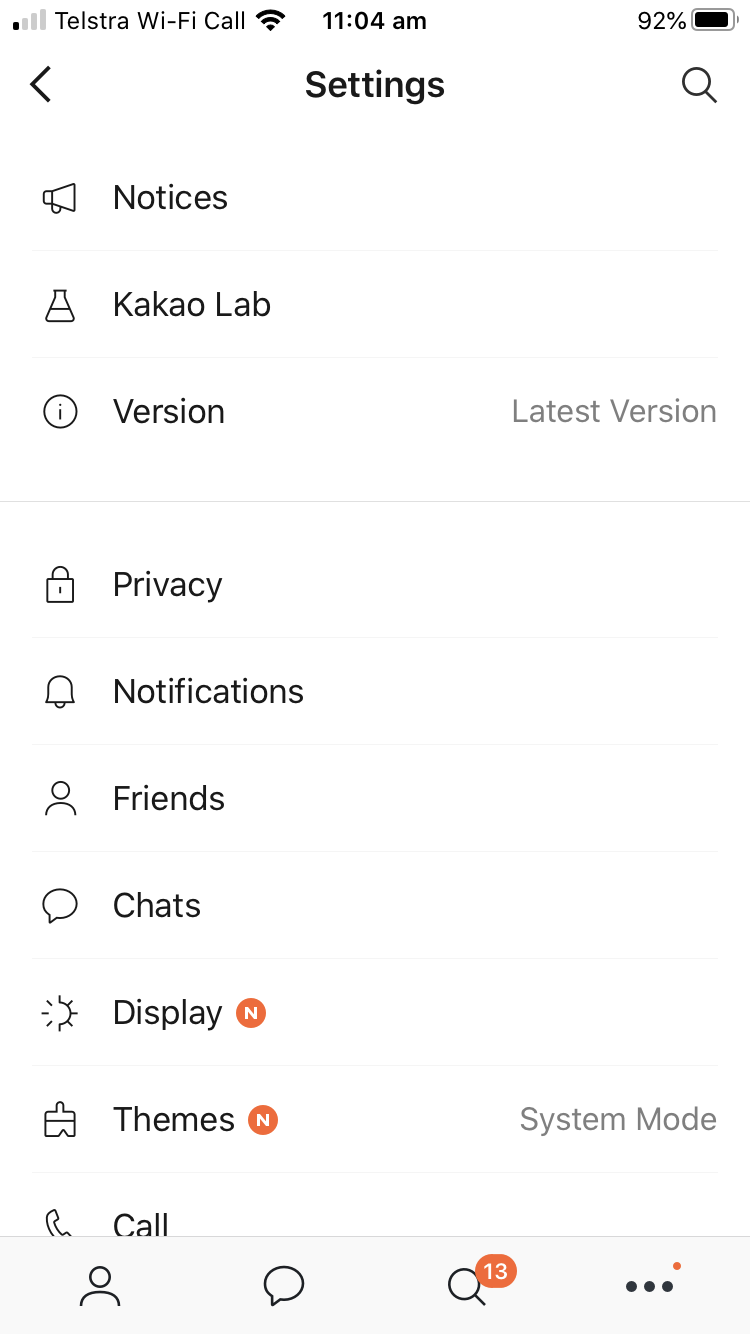 Telstra Wi-Fi Call 11:04 am 92%
Settings
Notices
Kakao Lab
Version Latest Version
Privacy
Notifications
Friends
Chats
Display N
Themes N System Mode
Call
13